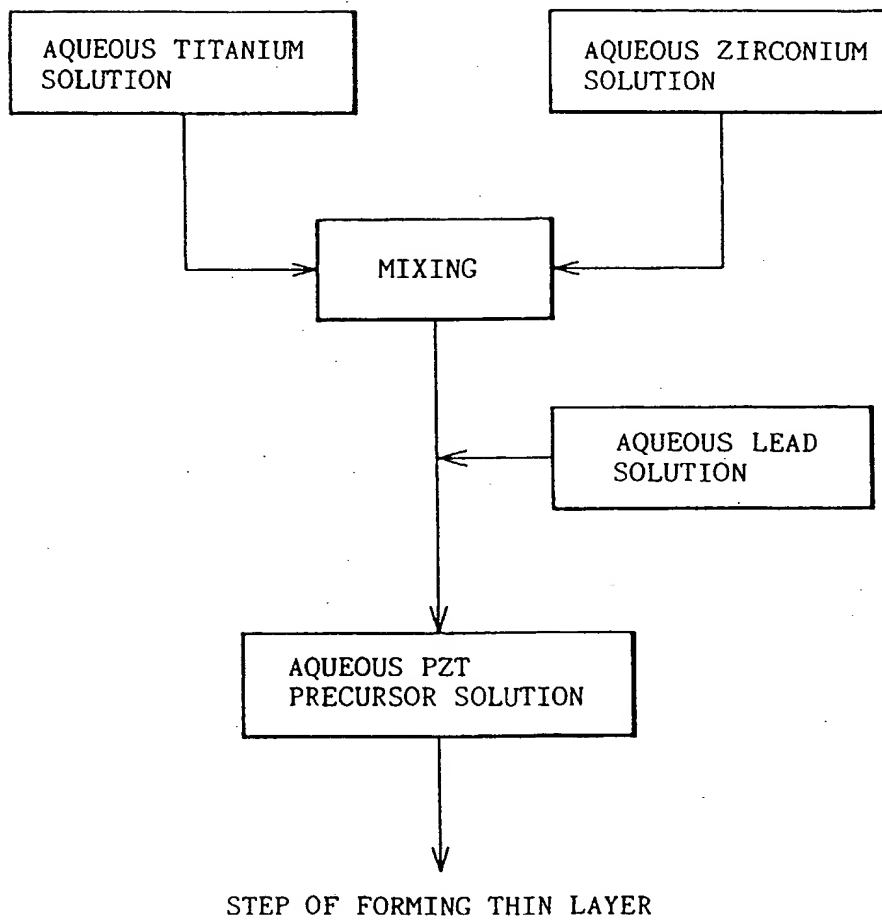 AQUEOUS TITANIUM
SOLUTION
AQUEOUS ZIRCONIUM
SOLUTION
MIXING
AQUEOUS LEAD
SOLUTION
AQUEOUS PZT
PRECURSOR SOLUTION
STEP OF FORMING THIN LAYER